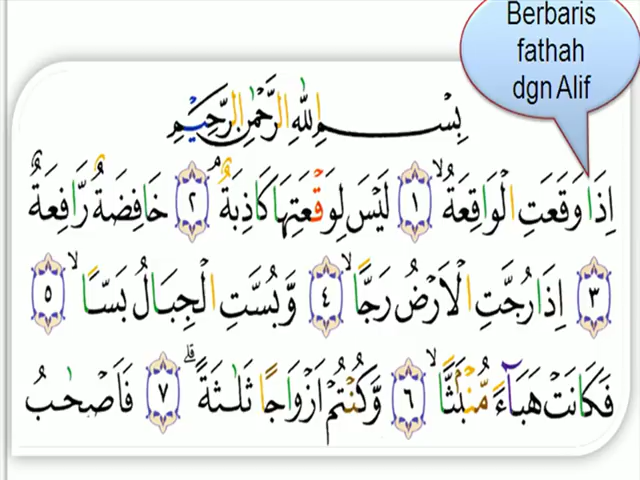 Berbaris
fathah
dgn Alif
بِسْمِ اللّٰهِ الرَّحْمٰنِ الرَّحِيْمِ
اِذَا وَقَعَتِ الْوَاقِعَةُۙ ١ لَيْسَ لِوَقْعَتِهَا كَاذِبَةٌۘ ٢ خَافِضَةٌ رَّافِعَةٌ
٣ اِذَا رُجَّتِ الْاَرْضُ رَجًّاۙ ٤ وَّبُسَّتِ الْجِبَالُ بَسًّاۙ ٥
فَكَانَتْ هَبَاۤءً مُّنْۢبَثًّاۙ ٦ وَّكُنْتُمْ اَزْوَاجًا ثَلٰثَةًۗ ٧ فَاَصْحٰبُ